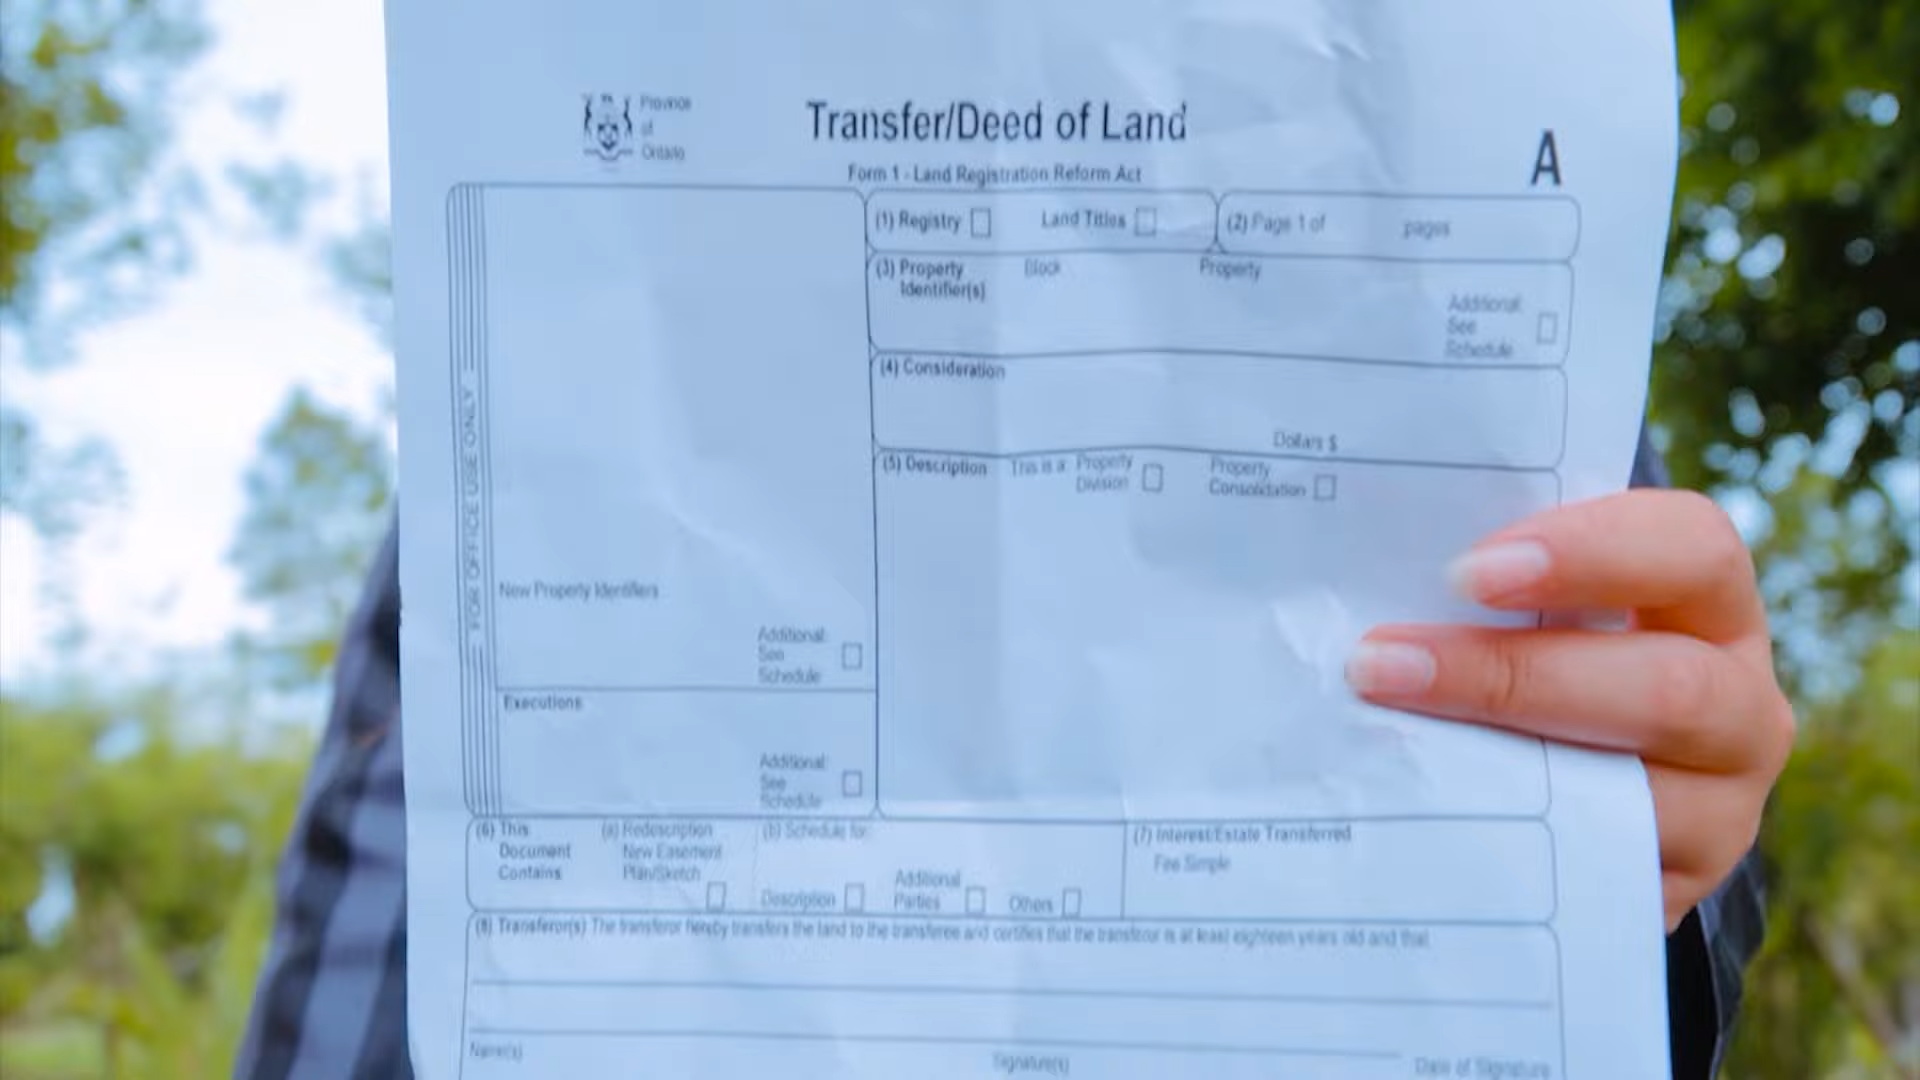 Province
of
Ontario
Transfer/Deed of Land
Form 1 - Land Registration Reform Act
A
FOR OFFICE USE ONLY
(1) Registry
Land Titles
(2) Page 1 of pages
(3) Property
Identifier(s)
Block
Property
Additional:
See
Schedule
(4) Consideration
Dollars $
(5) Description
This is a:
Property
Division
Property
Consolidation
New Property Identifiers
Additional:
See
Schedule
Executions
Additional:
See
Schedule
(6) This
Document
Contains
(a) Redescription
New Easement
Plan/Sketch
(b) Schedule for:
Description
Additional
Parties
Others
(7) Interest/Estate Transferred
Fee Simple
(8) Transferor(s) The transferor hereby transfers the land to the transferee and certifies that the transferor is at least eighteen years old and that
Name(s)
Signature(s)
Date of Signature